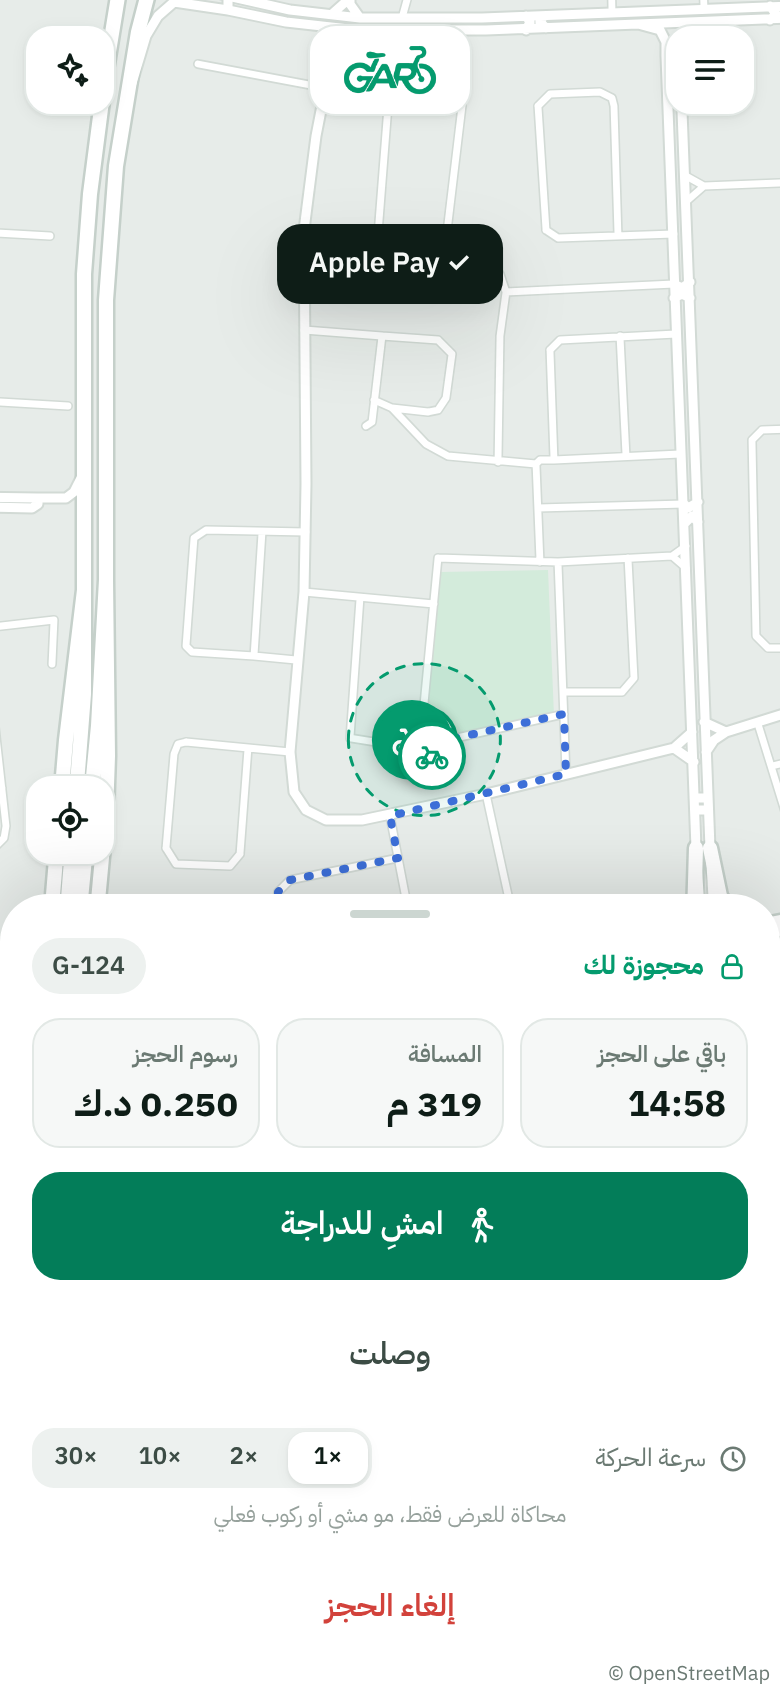 GARO
Apple Pay ✓
محجوزة لك
G-124
باقي على الحجز
14:58
المسافة
319 م
رسوم الحجز
0.250 د.ك
امشِ للدراجة
وصلت
سرعة الحركة
1×
2×
10×
30×
محاكاة للعرض فقط، مو مشي أو ركوب فعلي
إلغاء الحجز
© OpenStreetMap